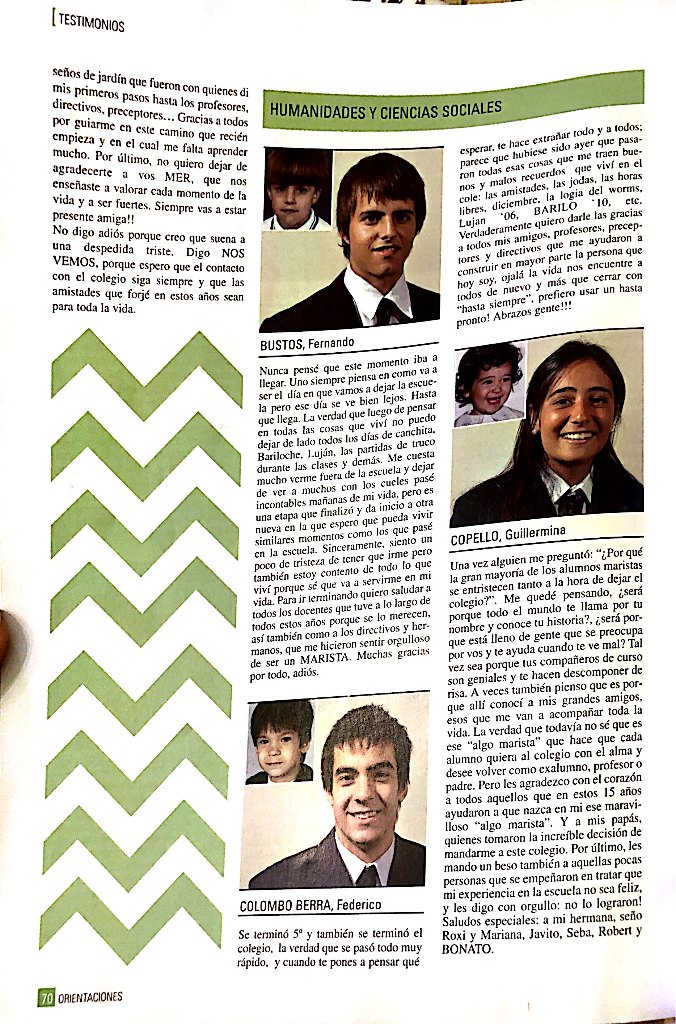 [ TESTIMONIOS
seños de jardín que fueron con quienes di
mis primeros pasos hasta los profesores,
directivos, preceptores... Gracias a todos
por guiarme en este camino que recién
empieza y en el cual me falta aprender
mucho. Por último, no quiero dejar de
agradecerte a vos MER, que nos
enseñaste a valorar cada momento de la
vida y a ser fuertes. Siempre vas a estar
presente amiga!!
No digo adiós porque creo que suena a
una despedida triste. Digo NOS
VEMOS, porque espero que el contacto
con el colegio siga siempre y que las
amistades que forjé en estos años sean
para toda la vida.
HUMANIDADES Y CIENCIAS SOCIALES
BUSTOS, Fernando
Nunca pensé que este momento iba a
llegar. Uno siempre piensa en como va a
ser el día en que vamos a dejar la escue-
la pero ese día se ve bien lejos. Hasta
que llega. La verdad que luego de pensar
en todas las cosas que viví no puedo
dejar de lado todos los días de canchita,
Bariloche, Luján, las partidas de truco
durante las clases y demás. Me cuesta
mucho verme fuera de la escuela y dejar
de ver a muchos con los cueles pasé
incontables mañanas de mi vida, pero es
una etapa que finalizó y da inicio a otra
nueva en la que espero que pueda vivir
similares momentos como los que pasé
en la escuela. Sinceramente, siento un
poco de tristeza de tener que irme pero
también estoy contento de todo lo que
viví porque sé que va a servirme en mi
vida. Para ir terminando quiero saludar a
todos los docentes que tuve a lo largo de
todos estos años porque se lo merecen,
así también como a los directivos y her-
manos, que me hicieron sentir orgulloso
de ser un MARISTA. Muchas gracias
por todo, adiós.
COLOMBO BERRA, Federico
Se terminó 5º y también se terminó el
colegio, la verdad que se pasó todo muy
rápido, y cuando te pones a pensar qué
esperar, te hace extrañar todo y a todos;
parece que hubiese sido ayer que pasa-
ron todas esas cosas que me traen bue-
nos y malos recuerdos que viví en el
cole: las amistades, las jodas, las horas
libres, diciembre, la logia del worms,
Lujan ´06, BARILO ´10, etc.
Verdaderamente quiero darle las gracias
a todos mis amigos, profesores, precep-
tores y directivos que me ayudaron a
construir en mayor parte la persona que
hoy soy, ojalá la vida nos encuentre a
todos de nuevo y más que cerrar con
"hasta siempre", prefiero usar un hasta
pronto! Abrazos gente!!!
COPELLO, Guillermina
Una vez alguien me preguntó: "¿Por qué
la gran mayoría de los alumnos maristas
se entristecen tanto a la hora de dejar el
colegio?". Me quedé pensando, ¿será
porque todo el mundo te llama por tu
nombre y conoce tu historia?, ¿será por-
que está lleno de gente que se preocupa
por vos y te ayuda cuando te ve mal? Tal
vez sea porque tus compañeros de curso
son geniales y te hacen descomponer de
risa. A veces también pienso que es por-
que allí conocí a mis grandes amigos,
esos que me van a acompañar toda la
vida. La verdad que todavía no sé que es
ese "algo marista" que hace que cada
alumno quiera al colegio con el alma y
desee volver como exalumno, profesor o
padre. Pero les agradezco con el corazón
a todos aquellos que en estos 15 años
ayudaron a que nazca en mi ese maravi-
lloso "algo marista". Y a mis papás,
quienes tomaron la increíble decisión de
mandarme a este colegio. Por último, les
mando un beso también a aquellas pocas
personas que se empeñaron en tratar que
mi experiencia en la escuela no sea feliz,
y les digo con orgullo: no lo lograron!
Saludos especiales: a mi hermana, seño
Roxi y Mariana, Javito, Seba, Robert y
BONATO.
70 ORIENTACIONES